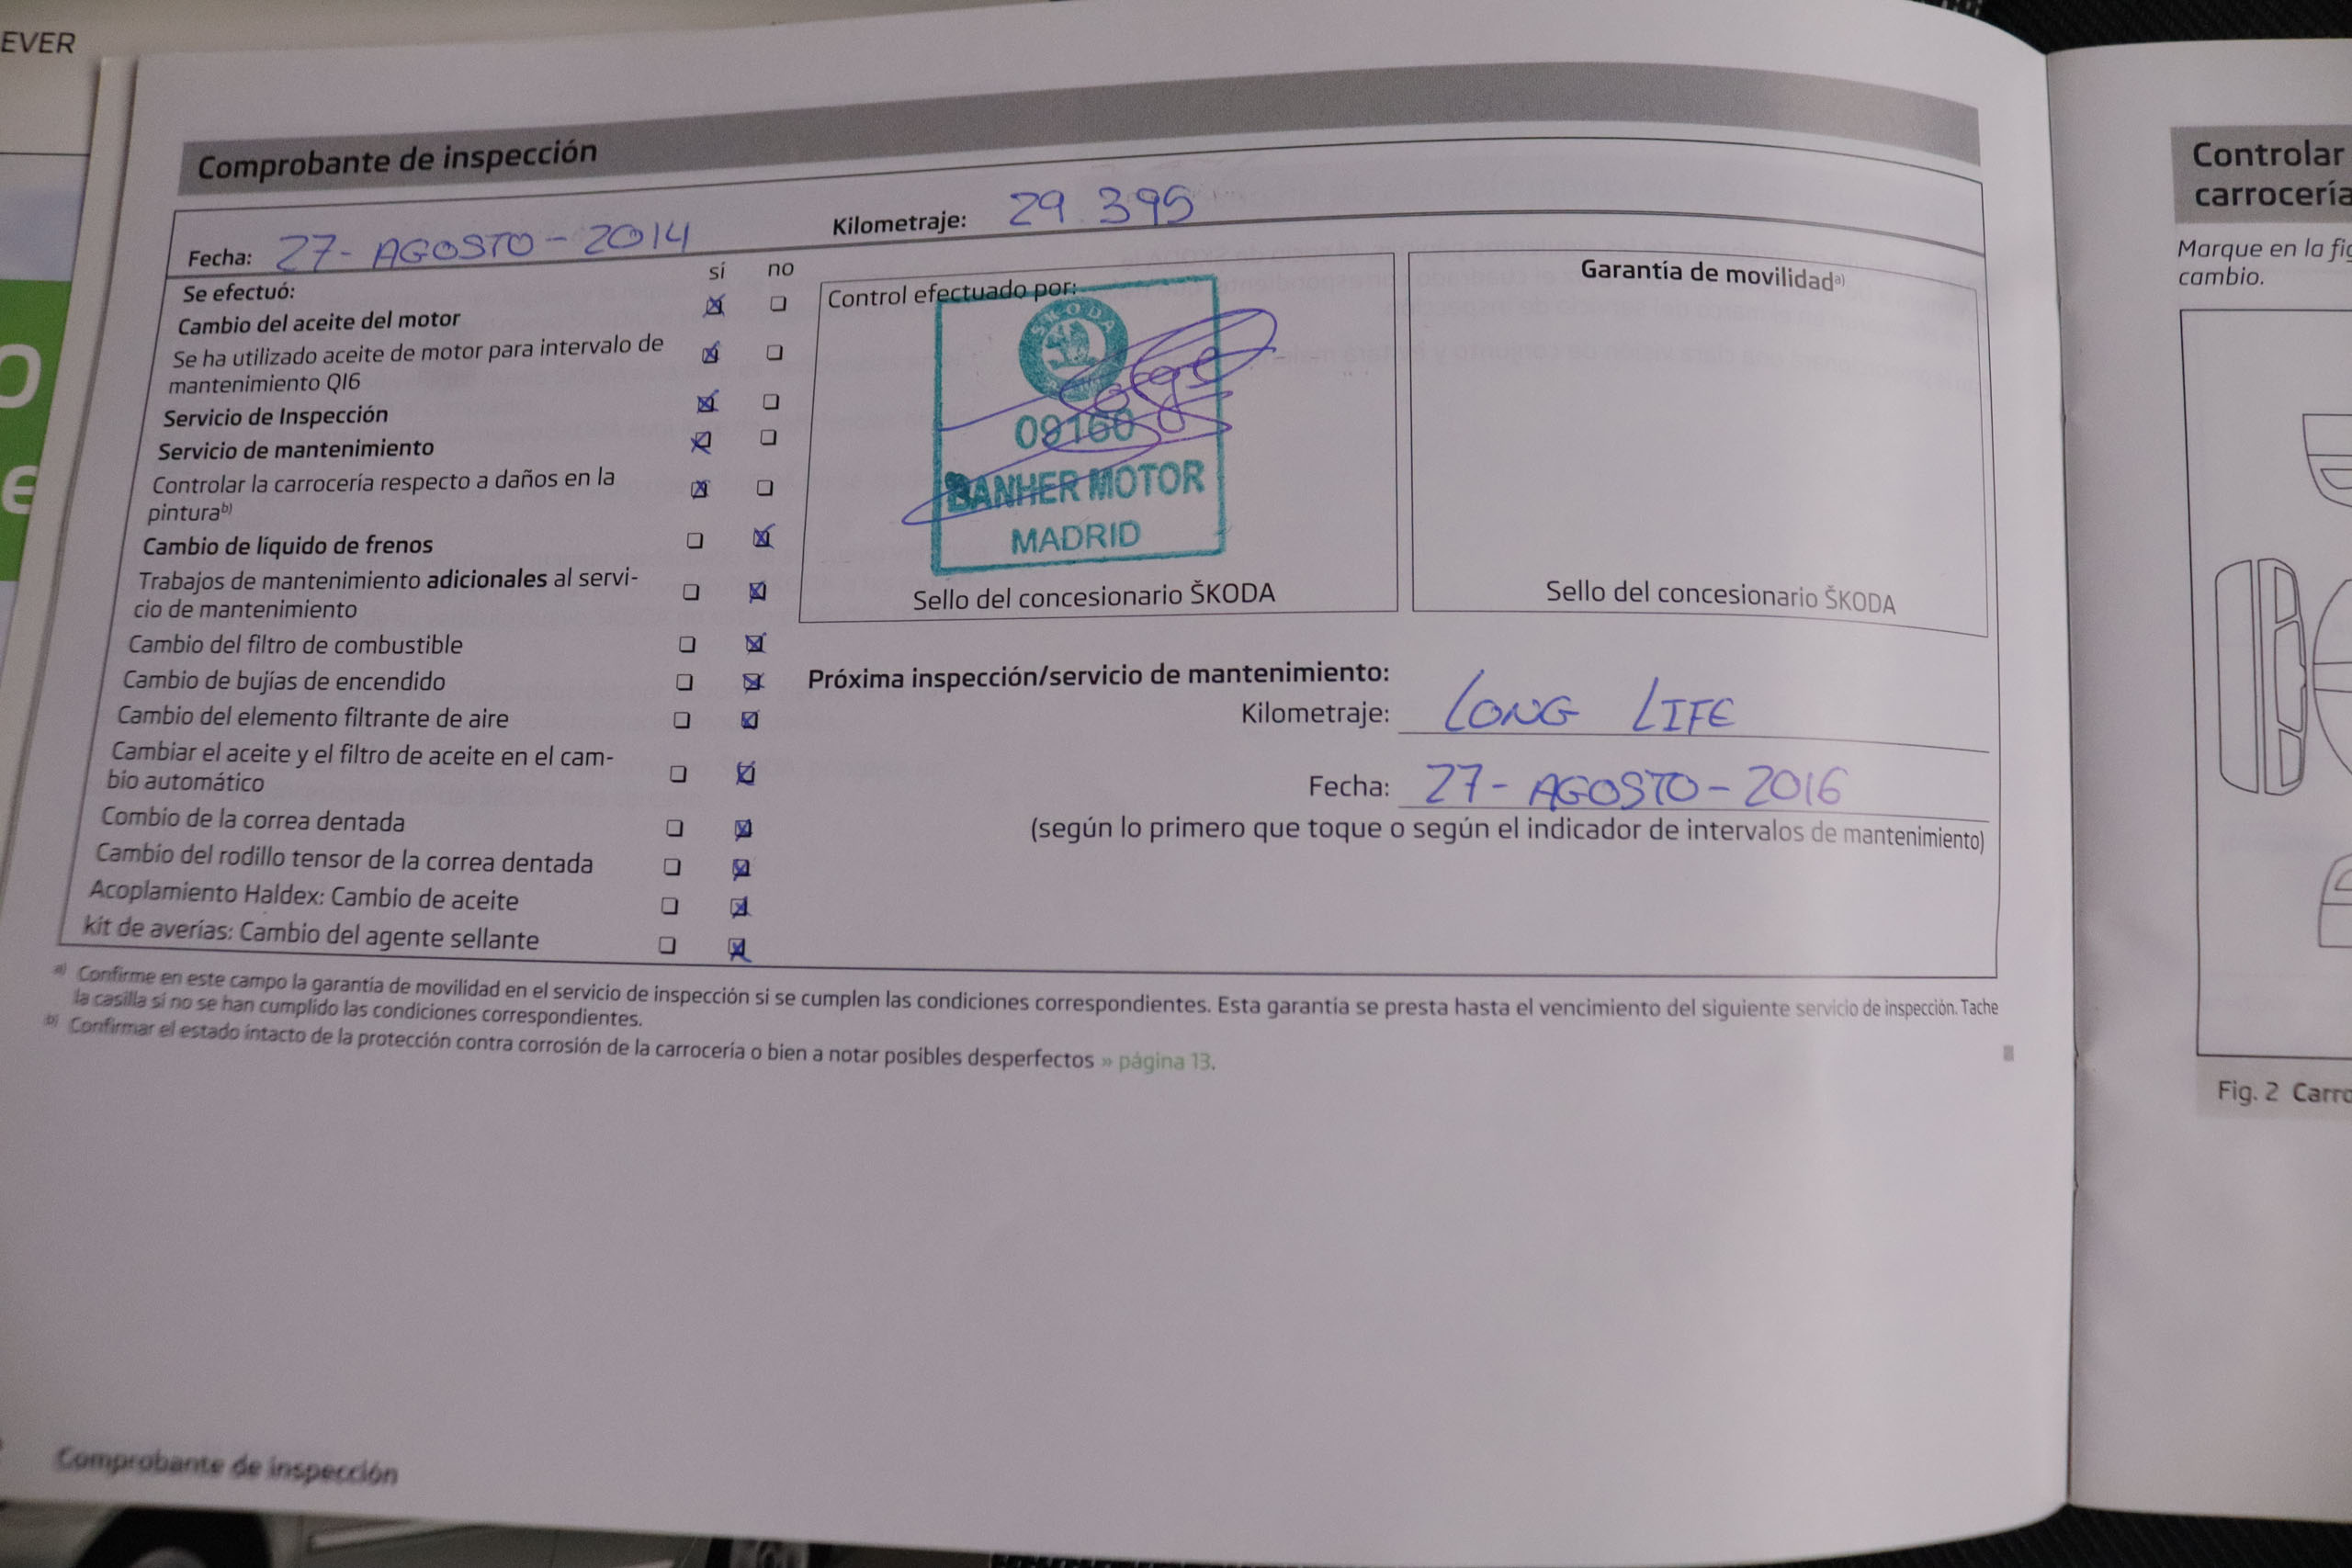 EVER
Comprobante de inspección
Fecha: 27 - AGOSTO - 2014
Kilometraje: 29.395
sí no
Se efectuó:
Cambio del aceite del motor
Se ha utilizado aceite de motor para intervalo de
mantenimiento QI6
Servicio de Inspección
Servicio de mantenimiento
Controlar la carrocería respecto a daños en la
pintura b)
Cambio de líquido de frenos
Trabajos de mantenimiento adicionales al servi-
cio de mantenimiento
Cambio del filtro de combustible
Cambio de bujías de encendido
Cambio del elemento filtrante de aire
Cambiar el aceite y el filtro de aceite en el cam-
bio automático
Combio de la correa dentada
Cambio del rodillo tensor de la correa dentada
Acoplamiento Haldex: Cambio de aceite
kit de averías: Cambio del agente sellante
Control efectuado por:
SKODA
09160
BANHER MOTOR
MADRID
Sello del concesionario ŠKODA
Garantía de movilidad a)
Sello del concesionario ŠKODA
Próxima inspección/servicio de mantenimiento:
Kilometraje: LONG LIFE
Fecha: 27 - AGOSTO - 2016
(según lo primero que toque o según el indicador de intervalos de mantenimiento)
a) Confirme en este campo la garantía de movilidad en el servicio de inspección si se cumplen las condiciones correspondientes. Esta garantía se presta hasta el vencimiento del siguiente servicio de inspección. Tache
la casilla si no se han cumplido las condiciones correspondientes.
b) Confirmar el estado intacto de la protección contra corrosión de la carrocería o bien a notar posibles desperfectos » página 13.
Comprobante de inspección
Controlar
carrocería
Marque en la fig
cambio.
Fig. 2 Carro